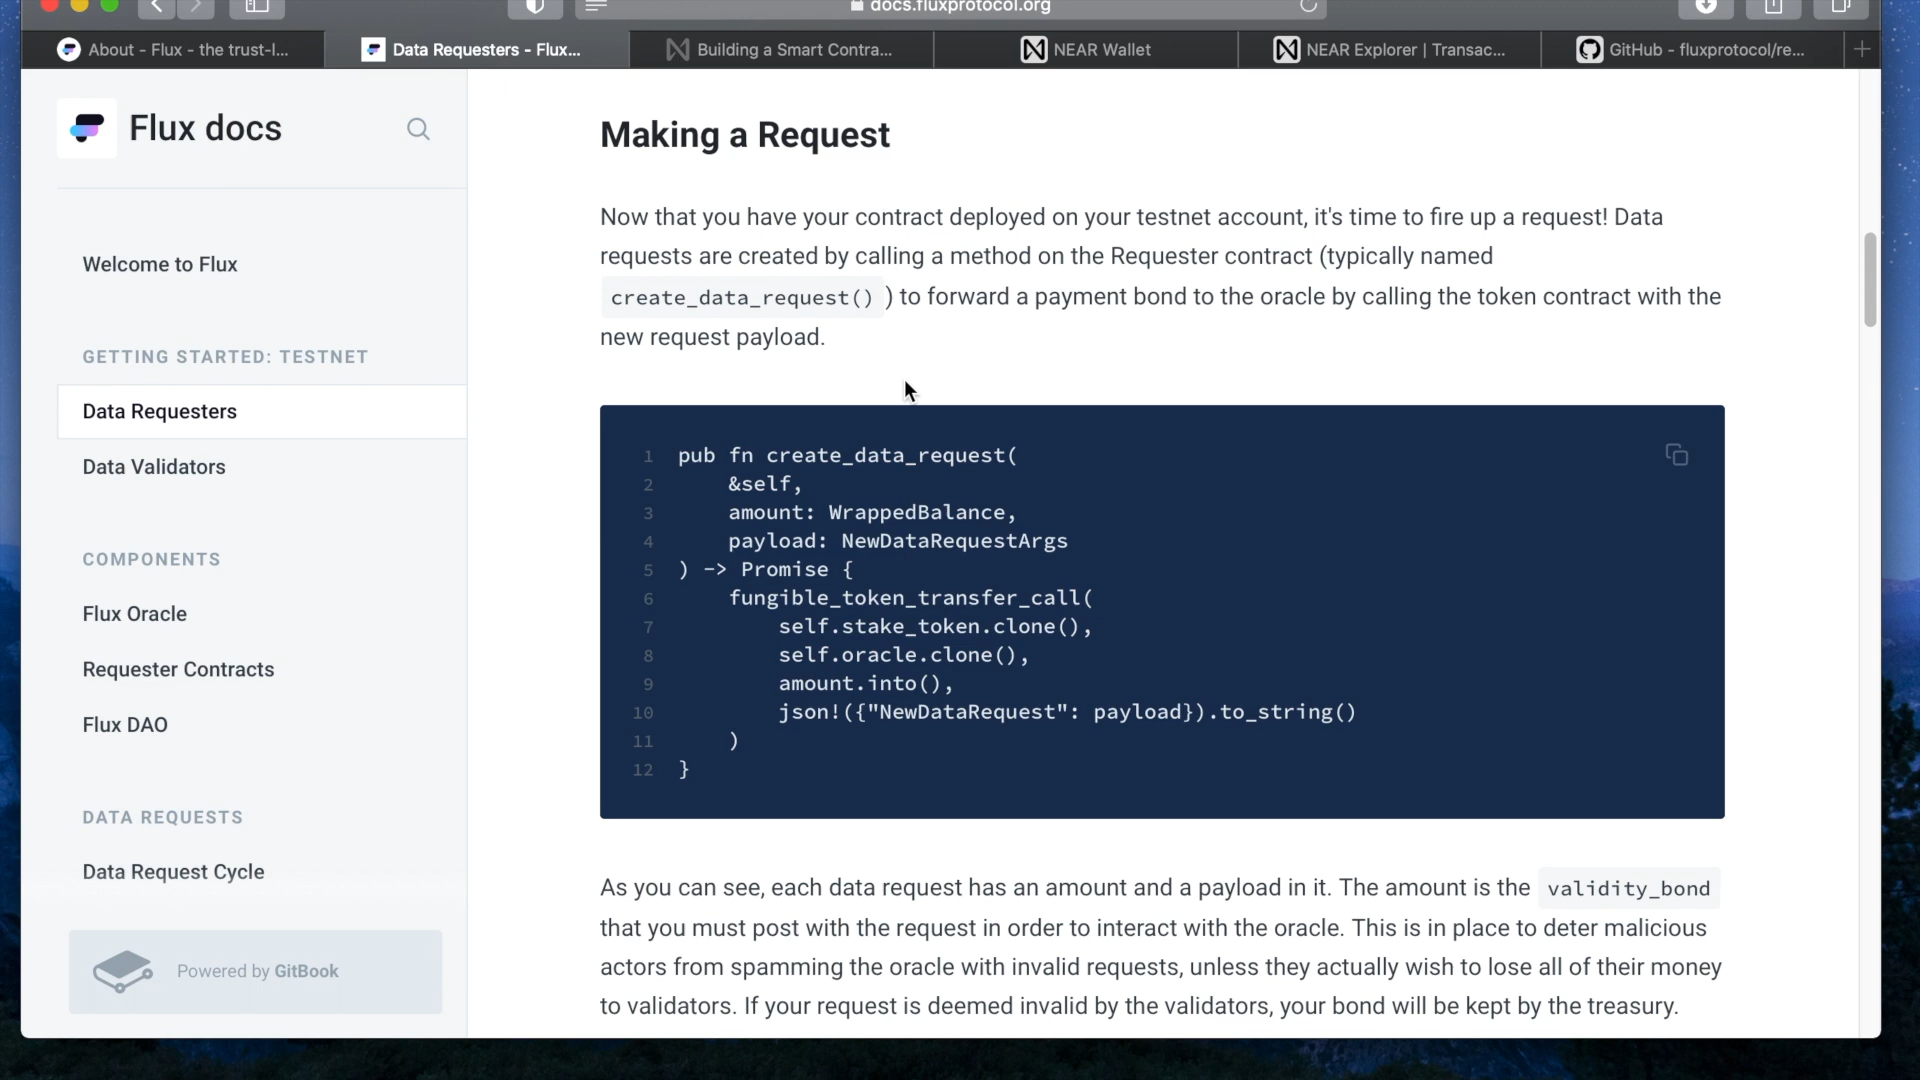 docs.fluxprotocol.org
About - Flux - the trust-l...
Data Requesters - Flux...
Building a Smart Contra...
NEAR Wallet
NEAR Explorer | Transac...
GitHub - fluxprotocol/re...
Flux docs
Welcome to Flux
GETTING STARTED: TESTNET
Data Requesters
Data Validators
COMPONENTS
Flux Oracle
Requester Contracts
Flux DAO
DATA REQUESTS
Data Request Cycle
Powered by GitBook
Making a Request
Now that you have your contract deployed on your testnet account, it's time to fire up a request! Data
requests are created by calling a method on the Requester contract (typically named
create_data_request() ) to forward a payment bond to the oracle by calling the token contract with the
new request payload.
1 pub fn create_data_request(
2 &self,
3 amount: WrappedBalance,
4 payload: NewDataRequestArgs
5 ) -> Promise {
6 fungible_token_transfer_call(
7 self.stake_token.clone(),
8 self.oracle.clone(),
9 amount.into(),
10 json!({"NewDataRequest": payload}).to_string()
11 )
12 }
As you can see, each data request has an amount and a payload in it. The amount is the validity_bond
that you must post with the request in order to interact with the oracle. This is in place to deter malicious
actors from spamming the oracle with invalid requests, unless they actually wish to lose all of their money
to validators. If your request is deemed invalid by the validators, your bond will be kept by the treasury.